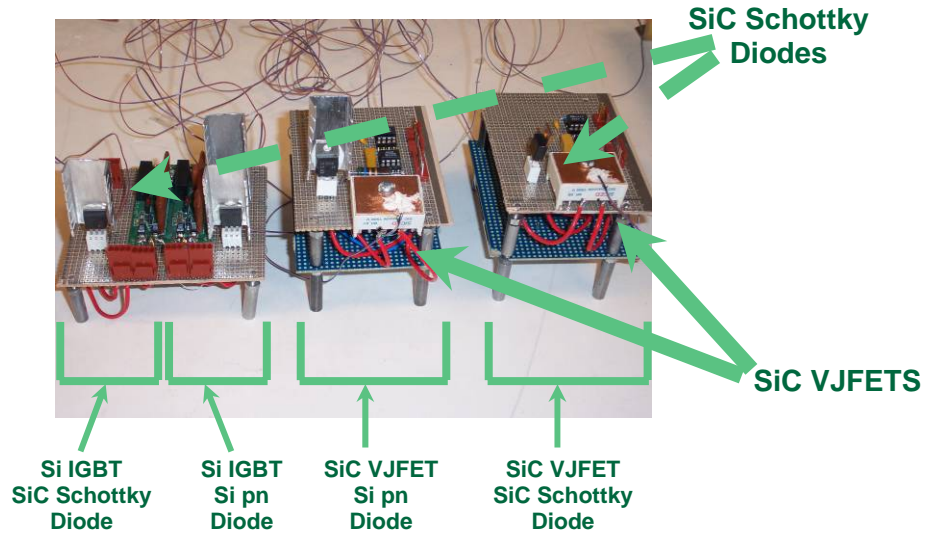 SiC Schottky
Diodes
SiC VJFETS
Si IGBT
SiC Schottky
Diode
Si IGBT
Si pn
Diode
SiC VJFET
Si pn
Diode
SiC VJFET
SiC Schottky
Diode